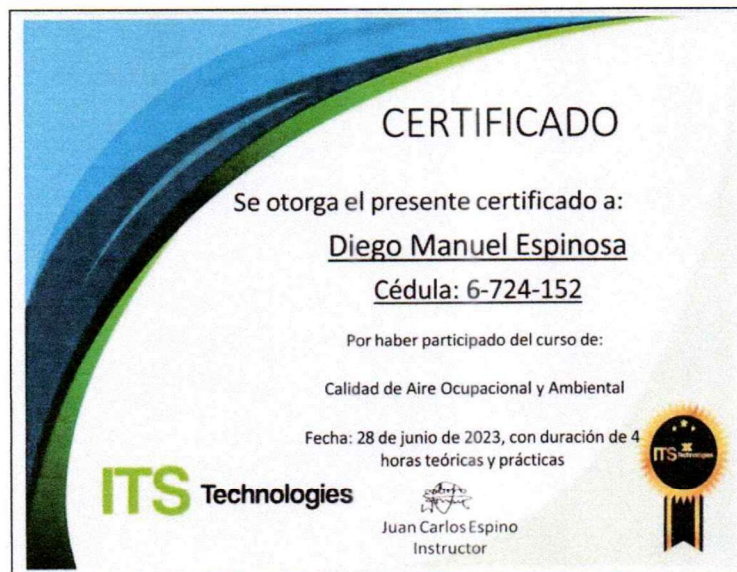 CERTIFICADO
Se otorga el presente certificado a:
Diego Manuel Espinosa
Cédula: 6-724-152
Por haber participado del curso de:
Calidad de Aire Ocupacional y Ambiental
Fecha: 28 de junio de 2023, con duración de 4
horas teóricas y prácticas
ITS Technologies
Juan Carlos Espino
Instructor
ITS Technologies